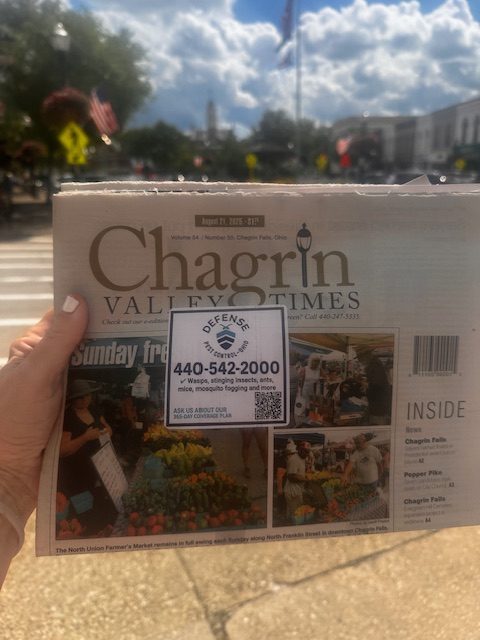 August 21, 2025 - $1
Volume 54 / Number 50, Chagrin Falls, Ohio
Chagrin
VALLEY TIMES
Check out our e-edition
Call 440-247-5335.
Sunday fre
DEFENSE
PEST CONTROL · OHIO
440-542-2000
✓ Wasps, stinging insects, ants,
mice, mosquito fogging and more
ASK US ABOUT OUR
365-DAY COVERAGE PLAN
INSIDE
News
Chagrin Falls
Pepper Pike
Chagrin Falls
The North Union Farmer's Market remains in full swing each Sunday along North Franklin Street in downtown Chagrin Falls.